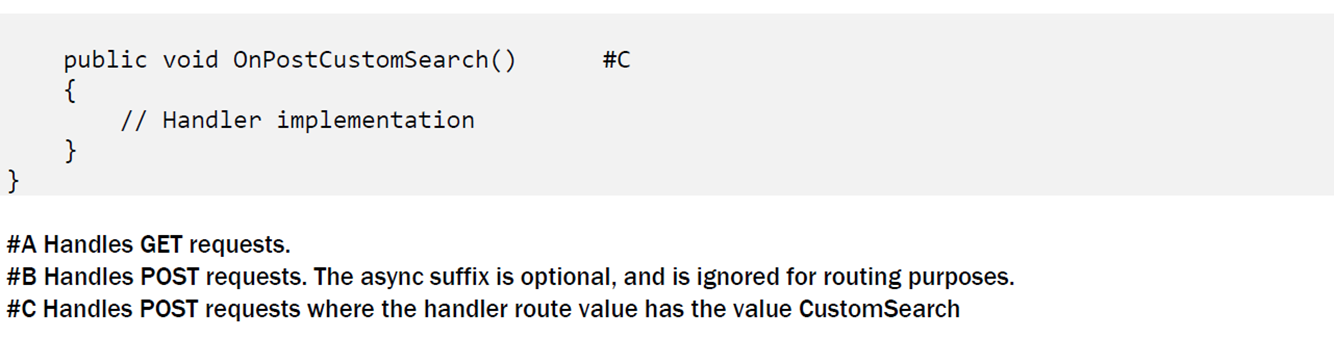 public void OnPostCustomSearch() #C
{
// Handler implementation
}
}
#A Handles GET requests.
#B Handles POST requests. The async suffix is optional, and is ignored for routing purposes.
#C Handles POST requests where the handler route value has the value CustomSearch